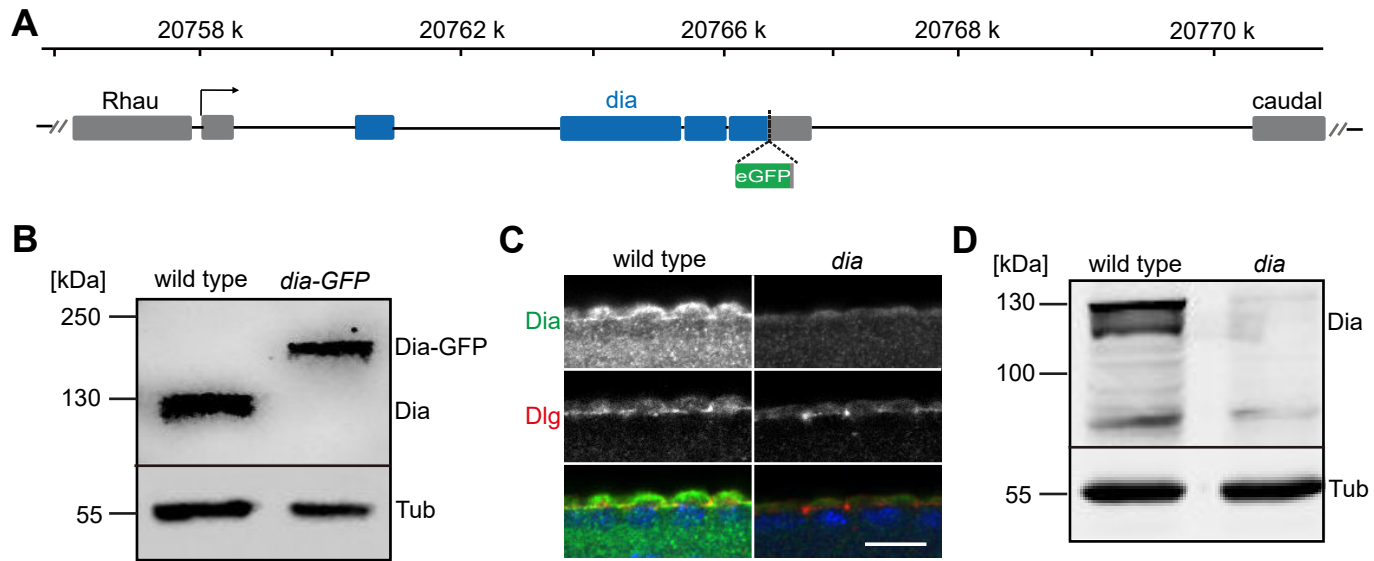 A
20758 k 20762 k 20766 k 20768 k 20770 k
Rhau dia caudal
eGFP
B
[kDa] wild type dia-GFP
250
Dia-GFP
130
Dia
55 Tub
C
wild type dia
Dia
Dlg
D
[kDa] wild type dia
130 Dia
100
55 Tub